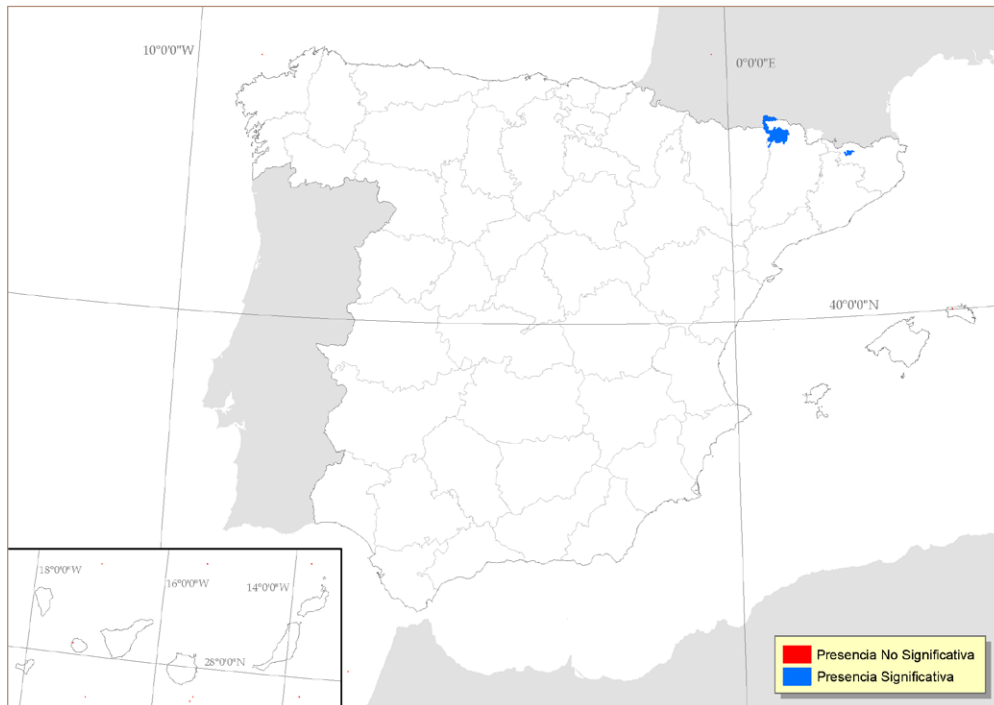 10°0'0"W
0°0'0"E
40°0'0"N
18°0'0"W
16°0'0"W
14°0'0"W
28°0'0"N
Presencia No Significativa
Presencia Significativa